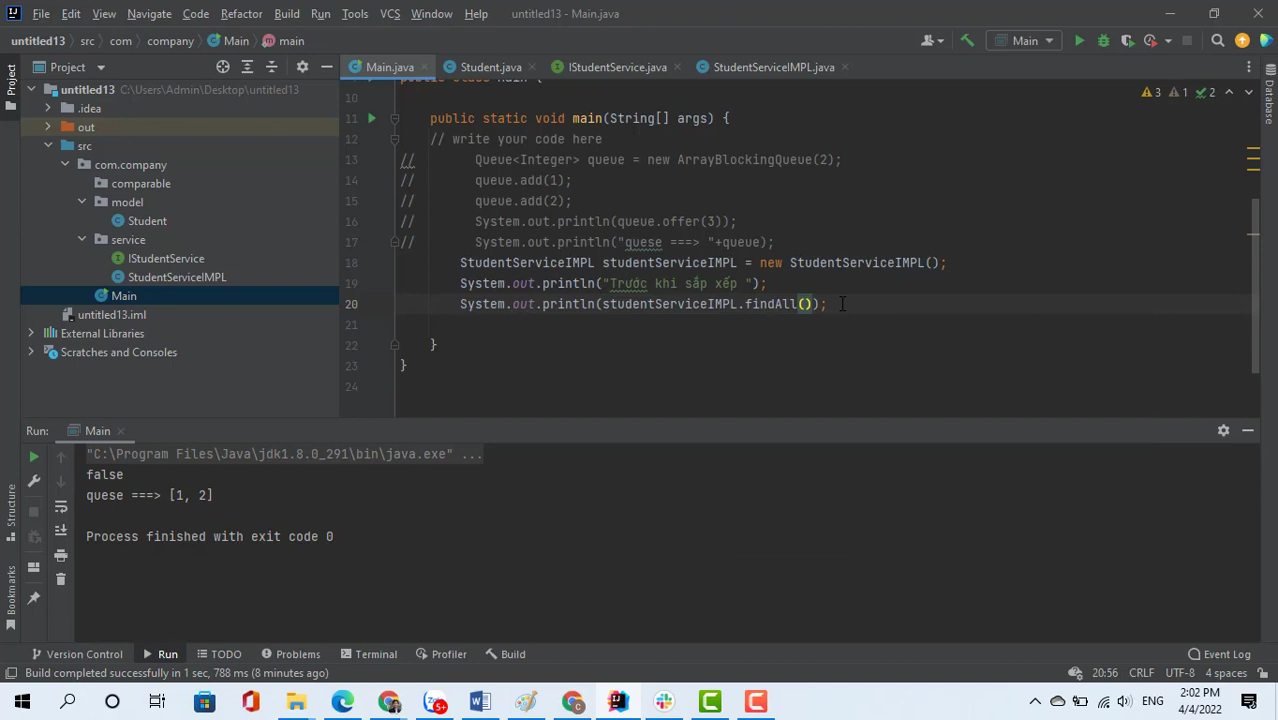 File Edit View Navigate Code Refactor Build Run Tools VCS Window Help untitled13 - Main.java
untitled13 src com company Main main Main
Project Main.java Student.java IStudentService.java StudentServiceIMPL.java
untitled13 C:\Users\Admin\Desktop\untitled13
.idea
out
src
com.company
comparable
model
Student
service
IStudentService
StudentServiceIMPL
Main
untitled13.iml
External Libraries
Scratches and Consoles
Project
Structure
Bookmarks
Database
3 1 2
10
11 public static void main(String[] args) {
12 // write your code here
13 // Queue<Integer> queue = new ArrayBlockingQueue(2);
14 // queue.add(1);
15 // queue.add(2);
16 // System.out.println(queue.offer(3));
17 // System.out.println("quese ===> "+queue);
18 StudentServiceIMPL studentServiceIMPL = new StudentServiceIMPL();
19 System.out.println("Trước khi sắp xếp ");
20 System.out.println(studentServiceIMPL.findAll());
21
22 }
23 }
24
Run: Main
"C:\Program Files\Java\jdk1.8.0_291\bin\java.exe" ...
false
quese ===> [1, 2]
Process finished with exit code 0
Version Control Run TODO Problems Terminal Profiler Build Event Log
Build completed successfully in 1 sec, 788 ms (8 minutes ago) 20:56 CRLF UTF-8 4 spaces
5+ ENG 2:02 PM
4/4/2022